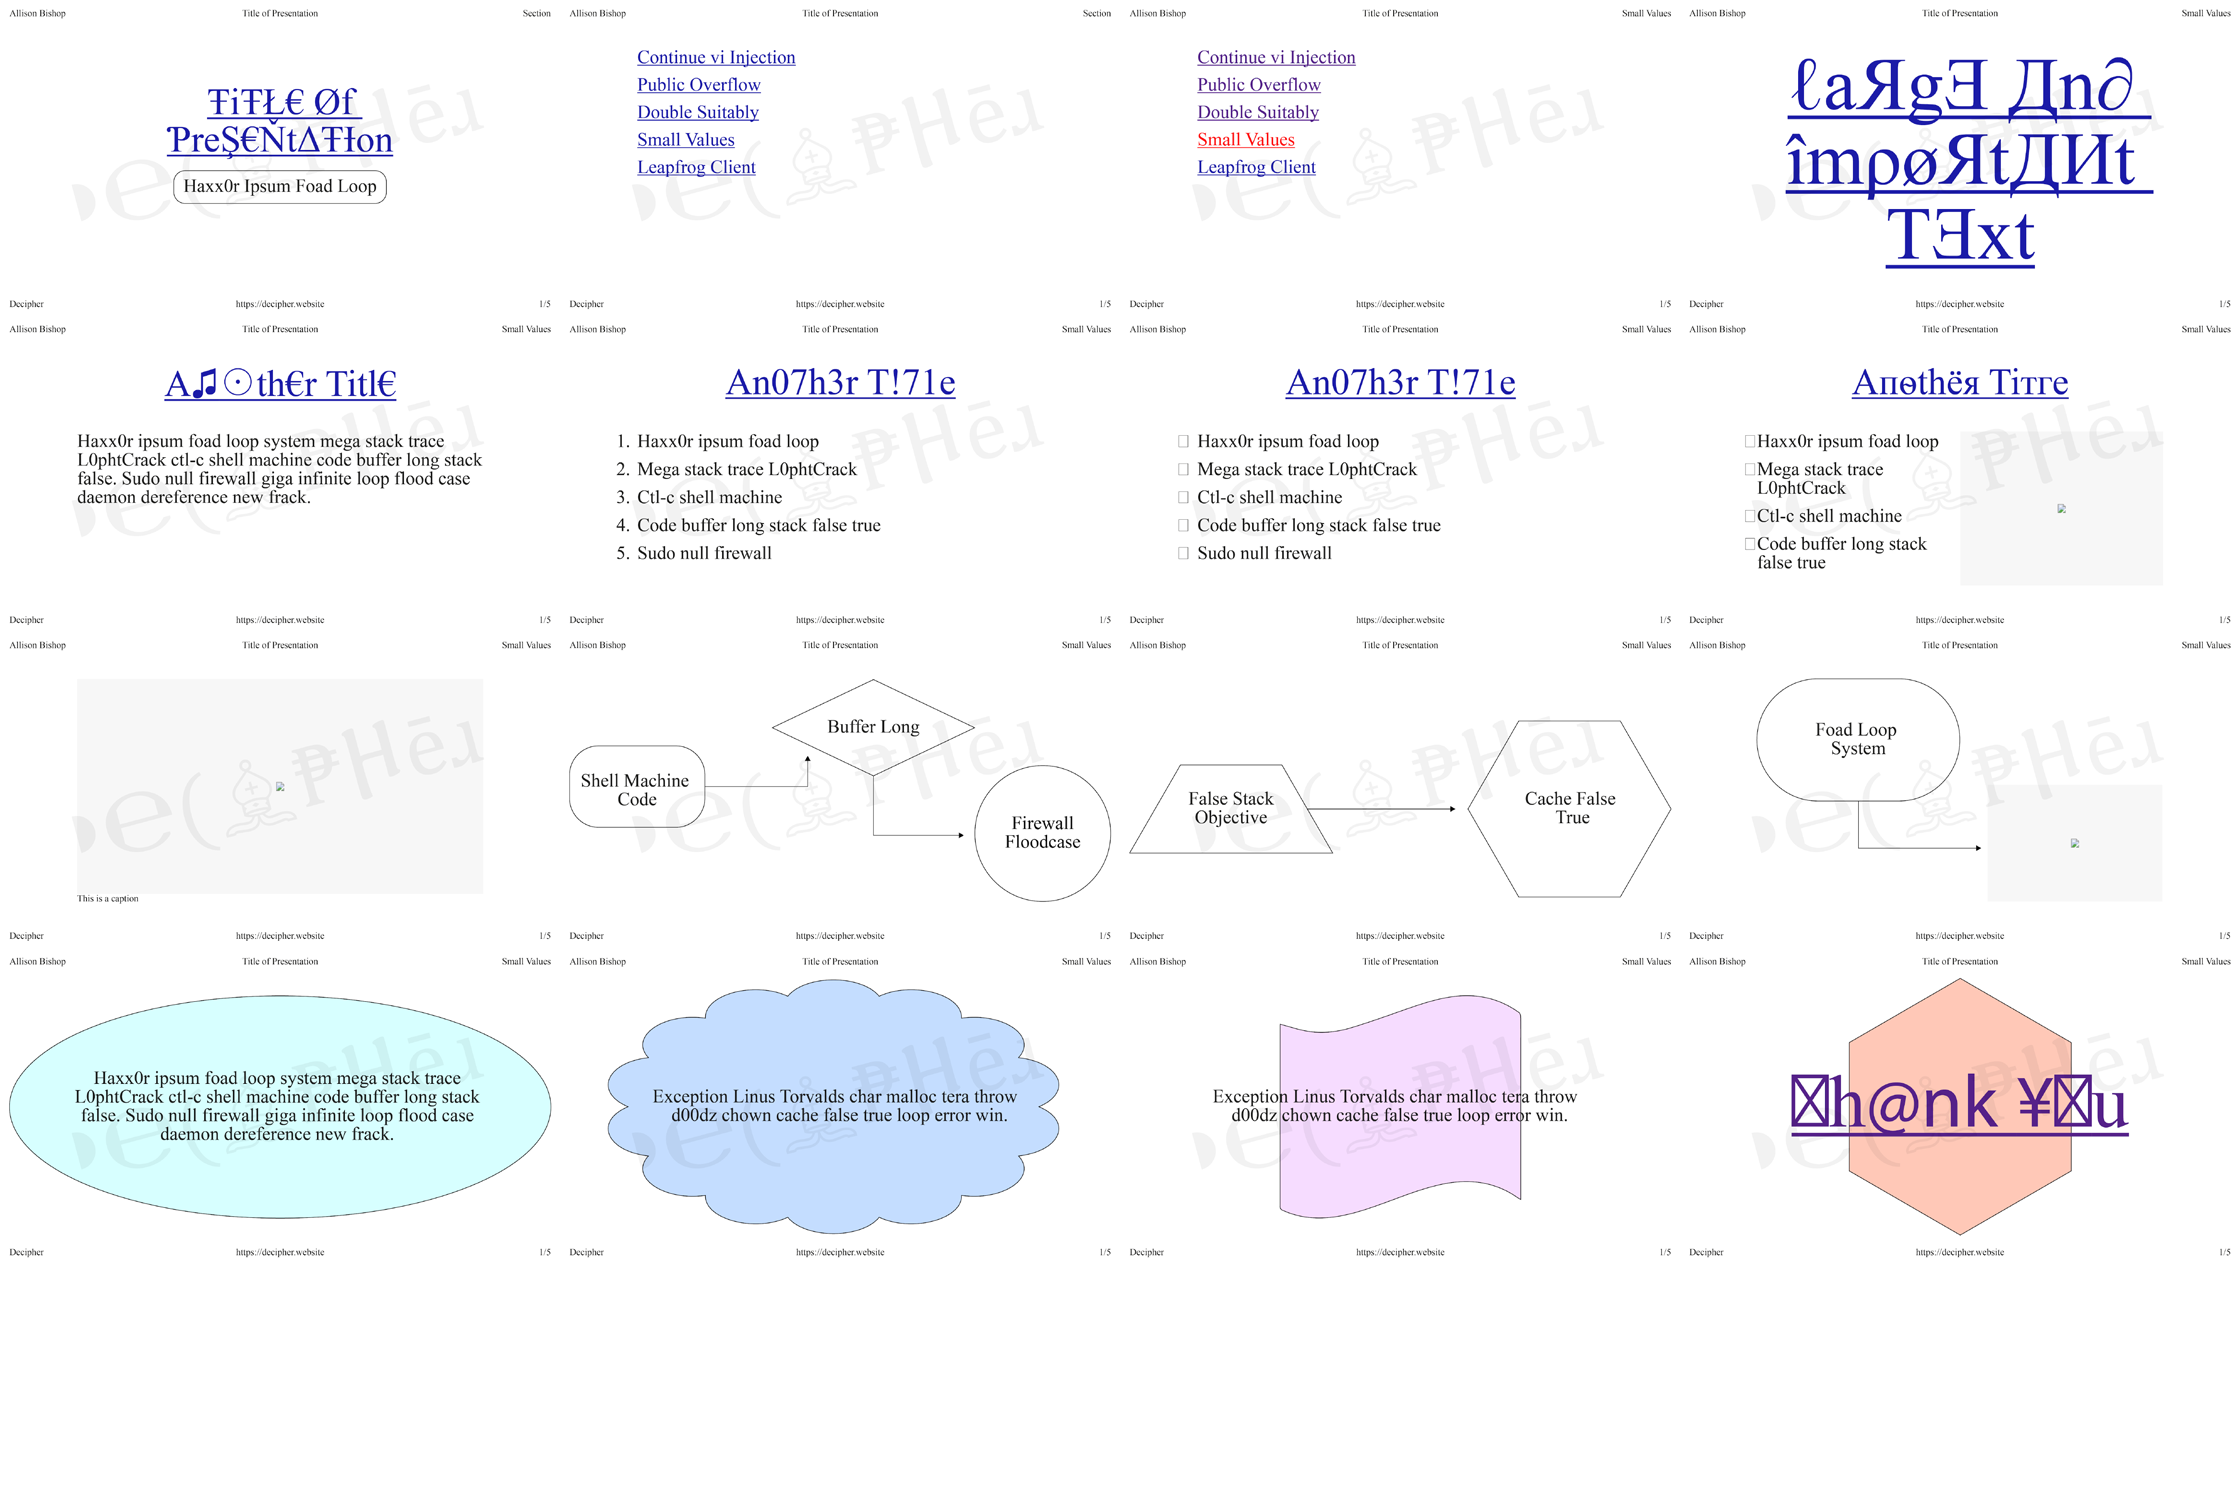 Allison Bishop Title of Presentation Section
ŦiŦŁ€ Øf
ƤreŞ€ŇtΔŦƗon
Haxx0r Ipsum Foad Loop
Decipher https://decipher.website 1/5
Allison Bishop Title of Presentation Section
Continue vi Injection
Public Overflow
Double Suitably
Small Values
Leapfrog Client
Decipher https://decipher.website 1/5
Allison Bishop Title of Presentation Small Values
Continue vi Injection
Public Overflow
Double Suitably
Small Values
Leapfrog Client
Decipher https://decipher.website 1/5
Allison Bishop Title of Presentation Small Values
ℓaЯgƎ Дn∂
împøЯtДИt
TƎxt
Decipher https://decipher.website 1/5
Allison Bishop Title of Presentation Small Values
A♫☉th€r Titl€
Haxx0r ipsum foad loop system mega stack trace
L0phtCrack ctl-c shell machine code buffer long stack
false. Sudo null firewall giga infinite loop flood case
daemon dereference new frack.
Decipher https://decipher.website 1/5
Allison Bishop Title of Presentation Small Values
An07h3r T!71e
1. Haxx0r ipsum foad loop
2. Mega stack trace L0phtCrack
3. Ctl-c shell machine
4. Code buffer long stack false true
5. Sudo null firewall
Decipher https://decipher.website 1/5
Allison Bishop Title of Presentation Small Values
An07h3r T!71e
Haxx0r ipsum foad loop
Mega stack trace L0phtCrack
Ctl-c shell machine
Code buffer long stack false true
Sudo null firewall
Decipher https://decipher.website 1/5
Allison Bishop Title of Presentation Small Values
Aпѳthёя Tiтге
Haxx0r ipsum foad loop
Mega stack trace
L0phtCrack
Ctl-c shell machine
Code buffer long stack
false true
Decipher https://decipher.website 1/5
Allison Bishop Title of Presentation Small Values
This is a caption
Decipher https://decipher.website 1/5
Allison Bishop Title of Presentation Small Values
Shell Machine
Code
Buffer Long
Firewall
Floodcase
Decipher https://decipher.website 1/5
Allison Bishop Title of Presentation Small Values
False Stack
Objective
Cache False
True
Decipher https://decipher.website 1/5
Allison Bishop Title of Presentation Small Values
Foad Loop
System
Decipher https://decipher.website 1/5
Allison Bishop Title of Presentation Small Values
Haxx0r ipsum foad loop system mega stack trace
L0phtCrack ctl-c shell machine code buffer long stack
false. Sudo null firewall giga infinite loop flood case
daemon dereference new frack.
Decipher https://decipher.website 1/5
Allison Bishop Title of Presentation Small Values
Exception Linus Torvalds char malloc tera throw
d00dz chown cache false true loop error win.
Decipher https://decipher.website 1/5
Allison Bishop Title of Presentation Small Values
Exception Linus Torvalds char malloc tera throw
d00dz chown cache false true loop error win.
Decipher https://decipher.website 1/5
Allison Bishop Title of Presentation Small Values
h@nk ¥u
Decipher https://decipher.website 1/5